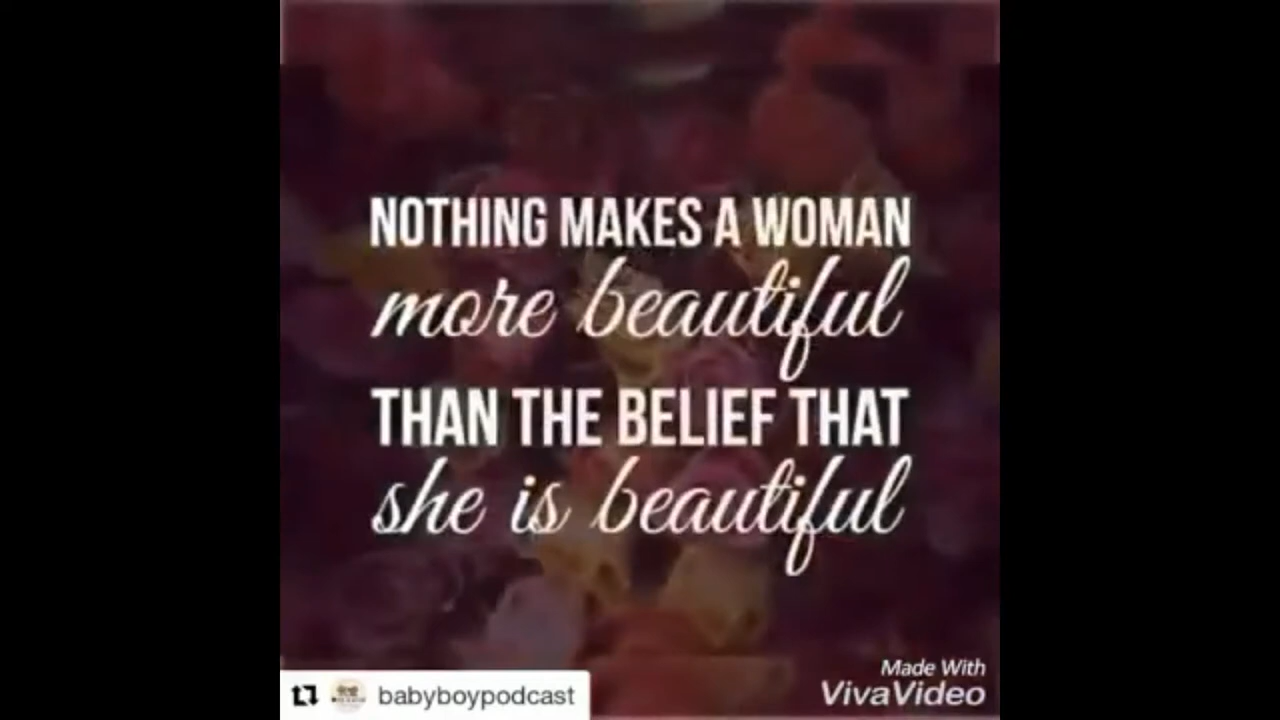 NOTHING MAKES A WOMAN
more beautiful
THAN THE BELIEF THAT
she is beautiful
babyboypodcast
Made With
VivaVideo